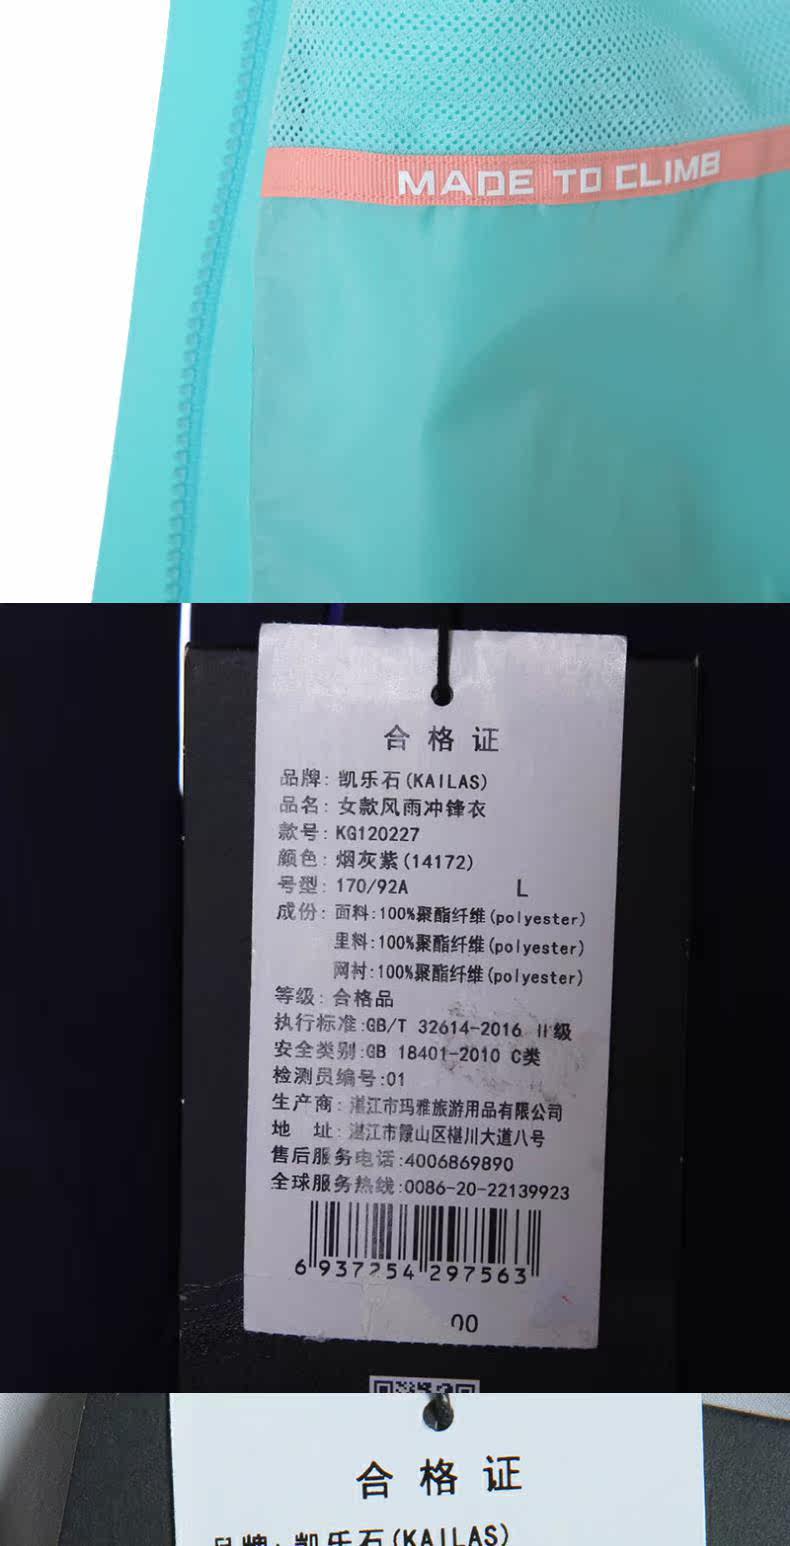 MADE TO CLIMB
合格证
品牌: 凯乐石(KAILAS)
品名: 女款风雨冲锋衣
款号: KG120227
颜色: 烟灰紫(14172)
号型: 170/92A L
成份: 面料:100%聚酯纤维(polyester)
里料:100%聚酯纤维(polyester)
网衬:100%聚酯纤维(polyester)
等级: 合格品
执行标准:GB/T 32614-2016 II级
安全类别:GB 18401-2010 C类
检测员编号:01
生产商: 湛江市玛雅旅游用品有限公司
地 址: 湛江市霞山区椹川大道八号
售后服务电话:4006869890
全球服务热线:0086-20-22139923
6 937254 297563
00
合格证
品牌: 凯乐石(KAILAS)